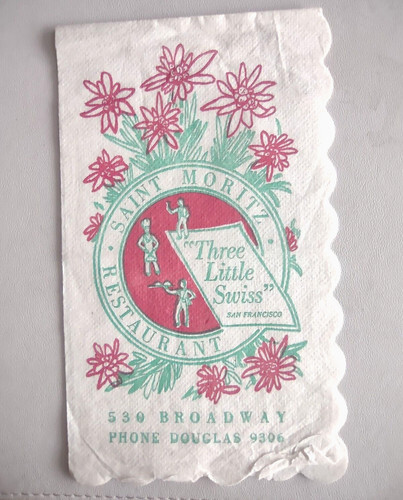 SAINT MORITZ
RESTAURANT
"Three
Little
Swiss"
SAN FRANCISCO
530 BROADWAY
PHONE DOUGLAS 9306